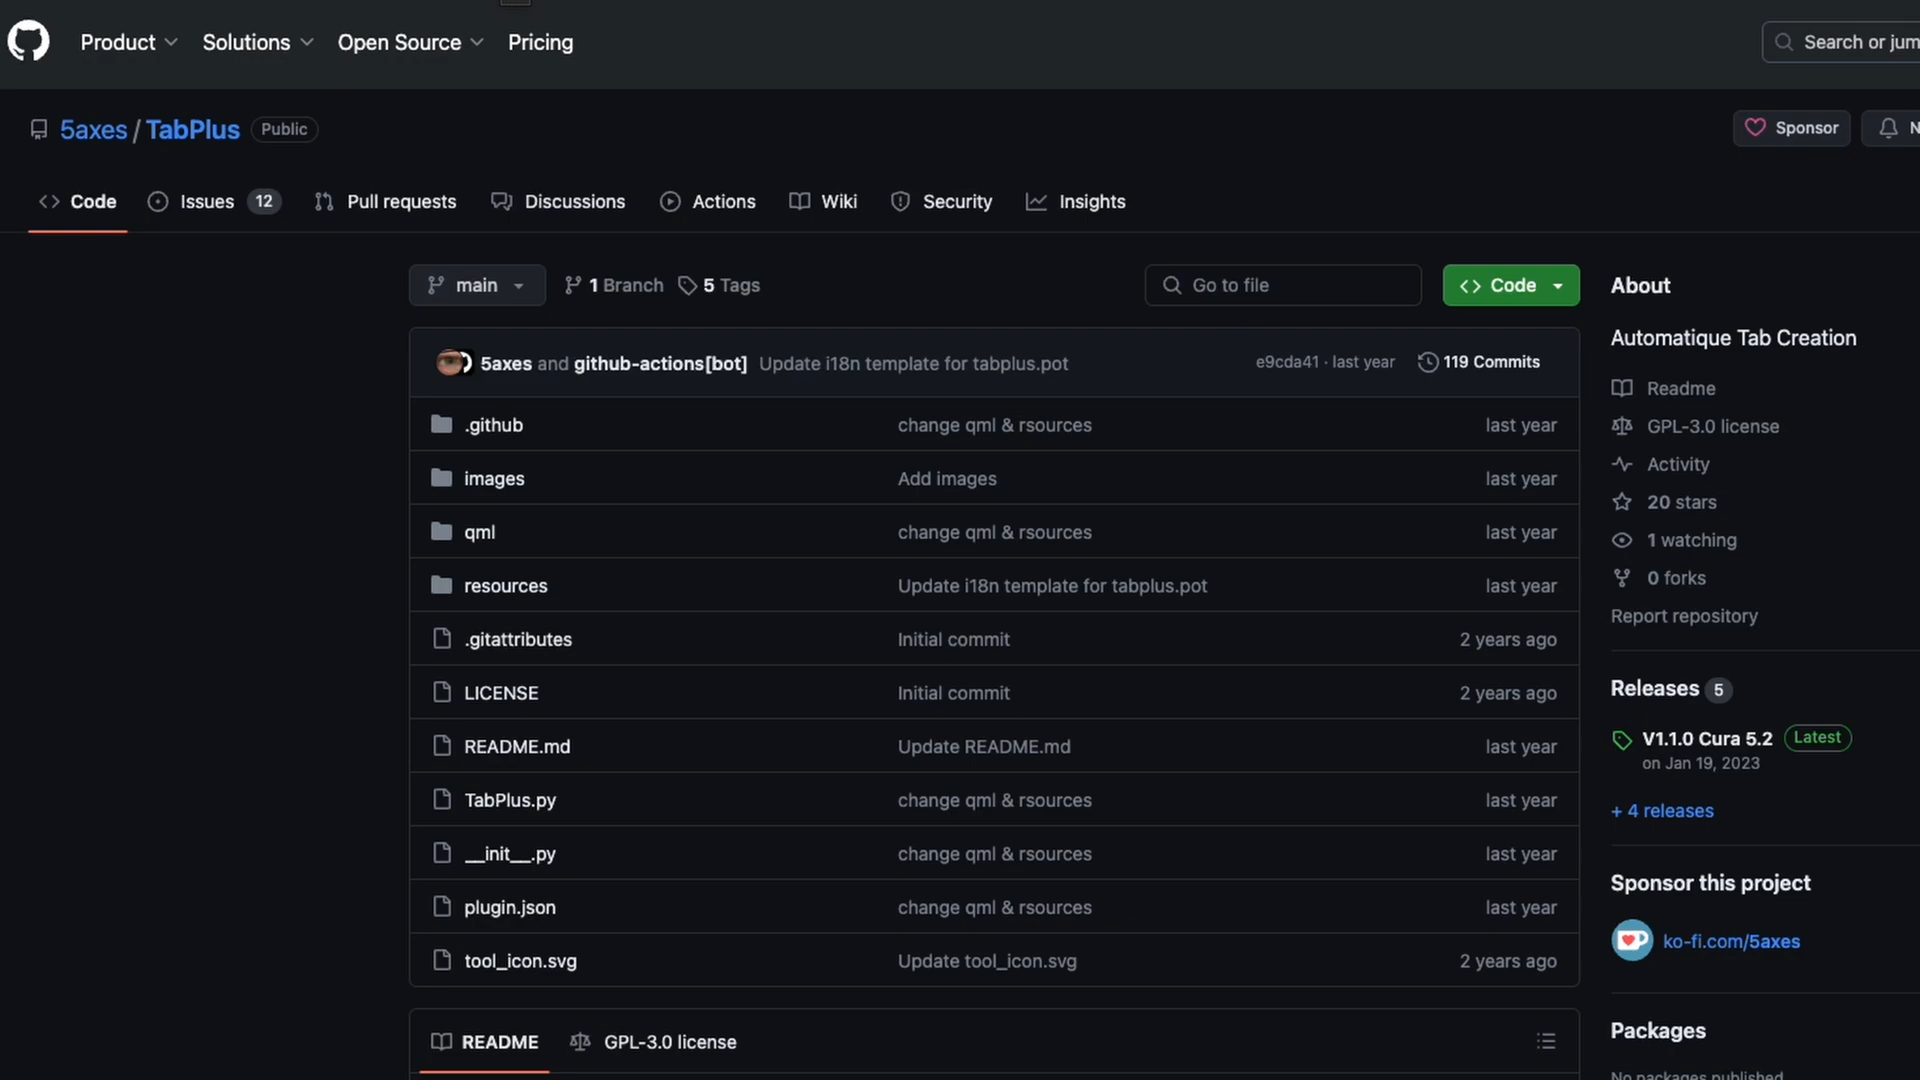 Product Solutions Open Source Pricing Search or jum
5axes / TabPlus Public Sponsor N
Code Issues 12 Pull requests Discussions Actions Wiki Security Insights
main 1 Branch 5 Tags Go to file Code
5axes and github-actions[bot] Update i18n template for tabplus.pot e9cda41 · last year 119 Commits
.github change qml & rsources last year
images Add images last year
qml change qml & rsources last year
resources Update i18n template for tabplus.pot last year
.gitattributes Initial commit 2 years ago
LICENSE Initial commit 2 years ago
README.md Update README.md last year
TabPlus.py change qml & rsources last year
__init__.py change qml & rsources last year
plugin.json change qml & rsources last year
tool_icon.svg Update tool_icon.svg 2 years ago
README GPL-3.0 license
About
Automatique Tab Creation
Readme
GPL-3.0 license
Activity
20 stars
1 watching
0 forks
Report repository
Releases 5
V1.1.0 Cura 5.2 Latest
on Jan 19, 2023
+ 4 releases
Sponsor this project
ko-fi.com/5axes
Packages
No packages published